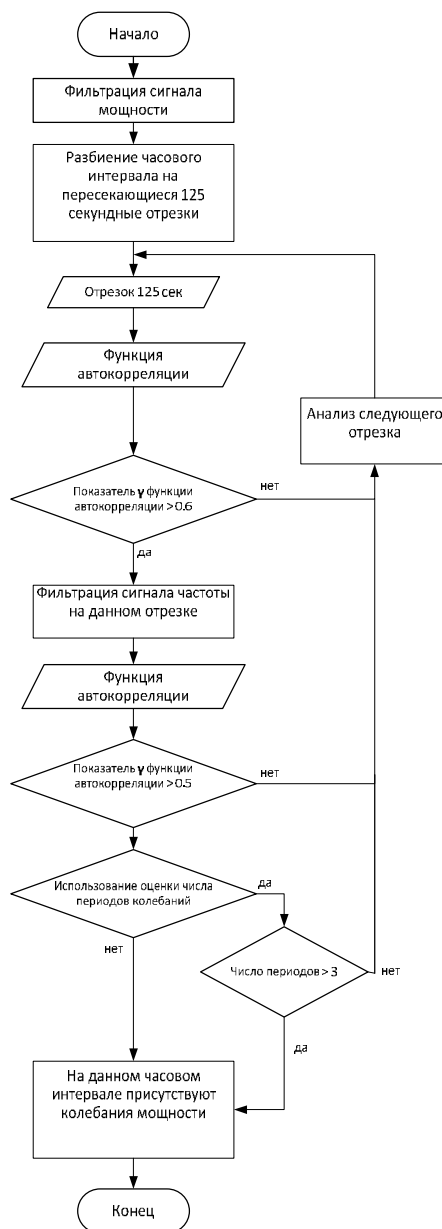 Начало
Фильтрация сигнала
мощности
Разбиение часового
интервала на
пересекающиеся 125
секундные отрезки
Отрезок 125 сек
Функция
автокорреляции
Анализ следующего
отрезка
Показатель γ функции
автокорреляции > 0.6
нет
да
Фильтрация сигнала частоты
на данном отрезке
Функция
автокорреляции
Показатель γ функции
автокорреляции > 0.5
нет
Использование оценки числа
периодов колебаний
да
нет
Число периодов > 3
нет
да
На данном часовом
интервале присутствуют
колебания мощности
Конец